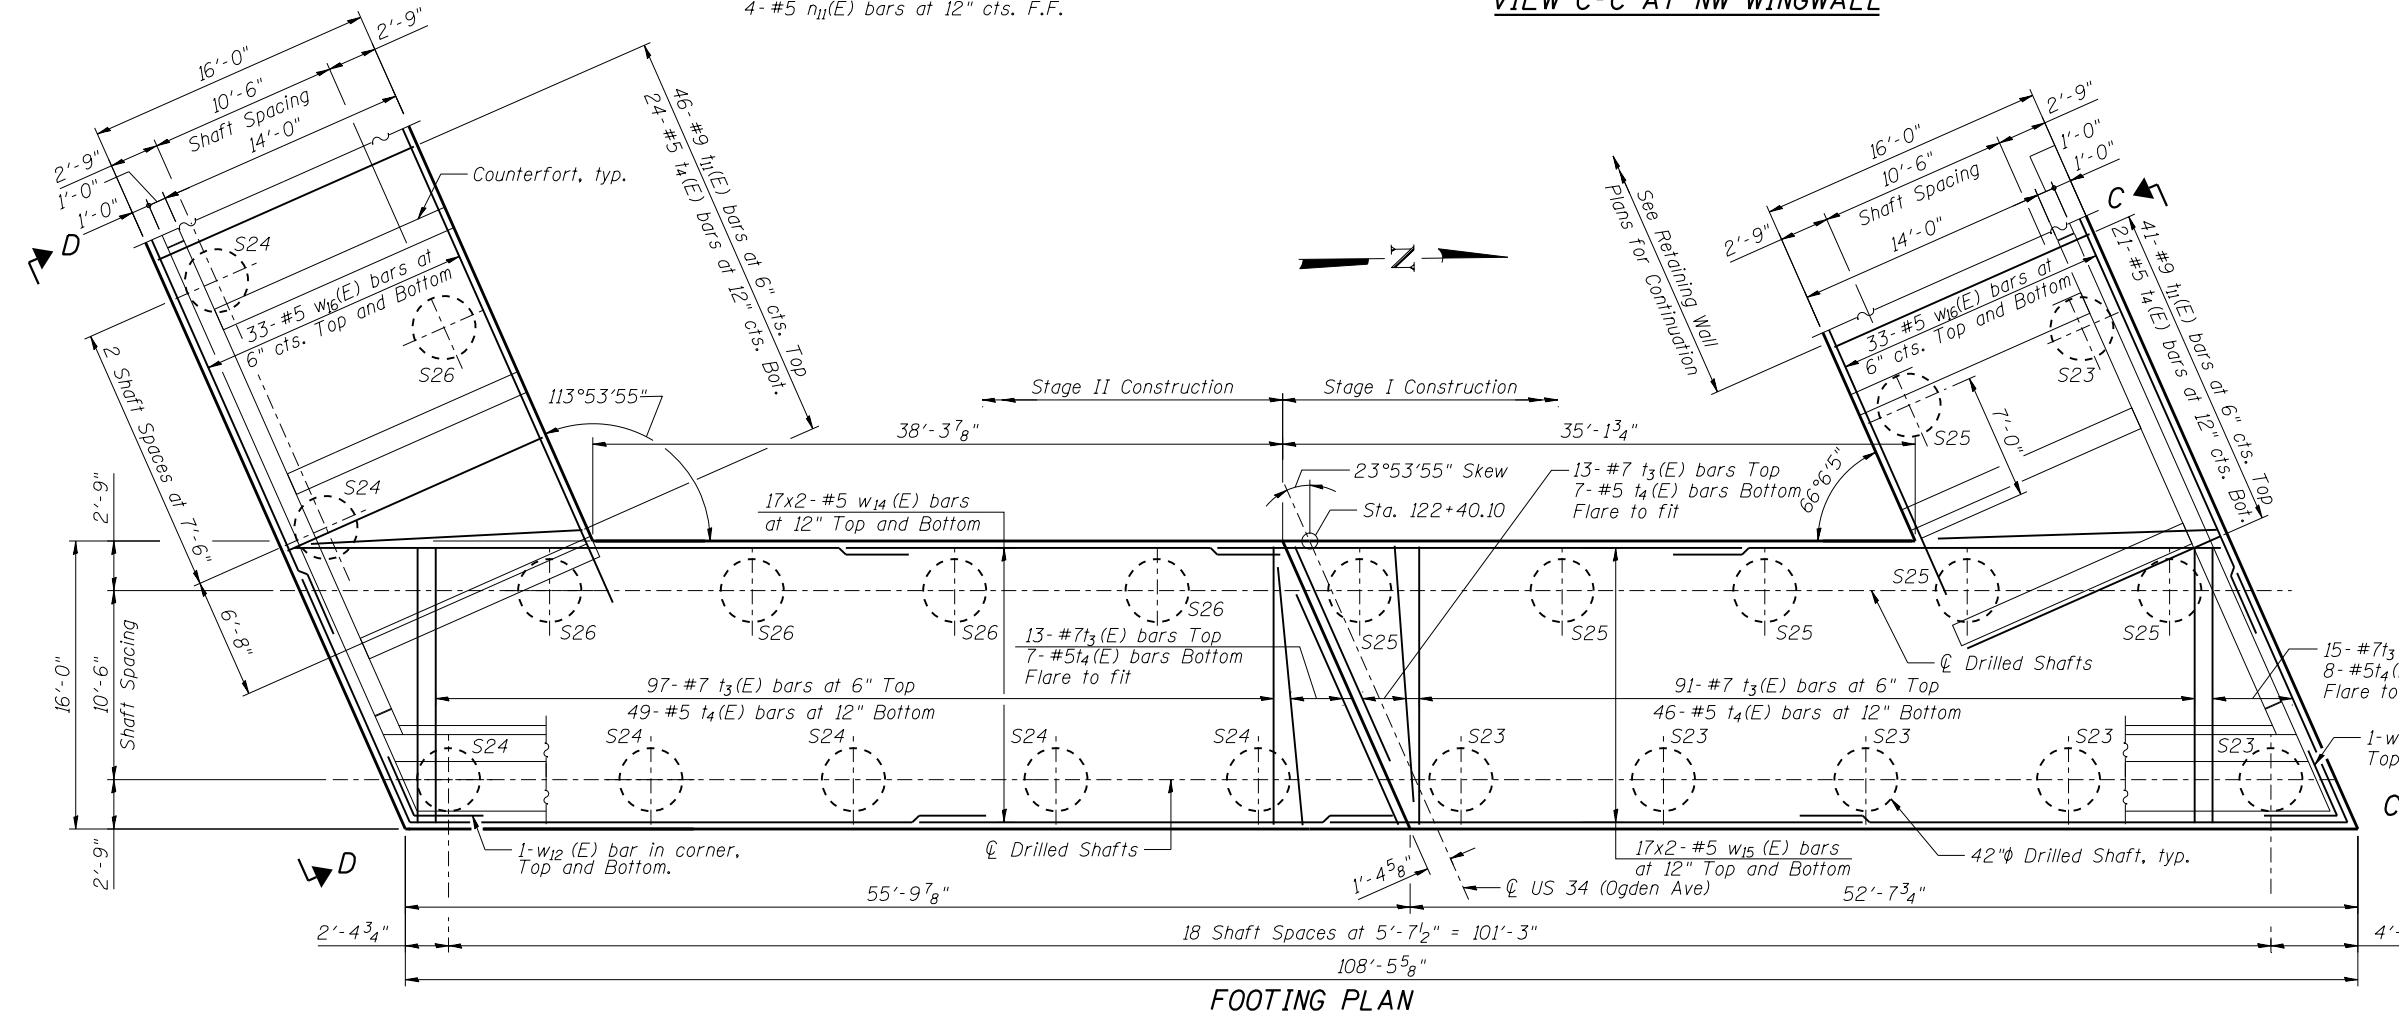 4-#5 n11(E) bars at 12" cts. F.F.
VIEW C-C AT NW WINGWALL
16'-0"
2'-9"
10'-6"
Shaft Spacing
14'-0"
2'-9"
1'-0"
1'-0"
D
S24
Counterfort, typ.
46-#9 t11(E) bars at 6" cts. Top
24-#5 t4(E) bars at 12" cts. Bot.
33-#5 w16(E) bars at
6" cts. Top and Bottom
S26
2 Shaft Spaces at 7'-6"
6'-8"
S24
113°53'55"
N
See Retaining Wall
Plans for Continuation
16'-0"
2'-9"
10'-6"
Shaft Spacing
1'-0"
1'-0"
14'-0"
2'-9"
C
41-#9 t11(E) bars at 6" cts. Top
21-#5 t4(E) bars at 12" cts. Bot.
33-#5 w16(E) bars at
6" cts. Top and Bottom
S23
S25
7'-0"
66°6'5"
Stage II Construction
Stage I Construction
38'-3 7/8"
35'-1 3/4"
23°53'55" Skew
Sta. 122+40.10
13-#7 t3(E) bars Top
7-#5 t4(E) bars Bottom
Flare to fit
17x2-#5 w14(E) bars
at 12" Top and Bottom
2'-9"
16'-0"
10'-6"
Shaft Spacing
2'-9"
S26
S26
S26
S26
S25
S25
S25
S25
S25
13-#7t3(E) bars Top
7-#5t4(E) bars Bottom
Flare to fit
℄ Drilled Shafts
15-#7t3
8-#5t4(
Flare to
97-#7 t3(E) bars at 6" Top
49-#5 t4(E) bars at 12" Bottom
91-#7 t3(E) bars at 6" Top
46-#5 t4(E) bars at 12" Bottom
S24
S24
S24
S24
S24
S23
S23
S23
S23
S23
1-w
Top
C
D
1-w12 (E) bar in corner,
Top and Bottom.
℄ Drilled Shafts
17x2-#5 w15 (E) bars
at 12" Top and Bottom
42"ϕ Drilled Shaft, typ.
1'-4 5/8"
℄ US 34 (Ogden Ave)
55'-9 7/8"
52'-7 3/4"
2'-4 3/4"
18 Shaft Spaces at 5'-7 1/2" = 101'-3"
4'-
108'-5 5/8"
FOOTING PLAN